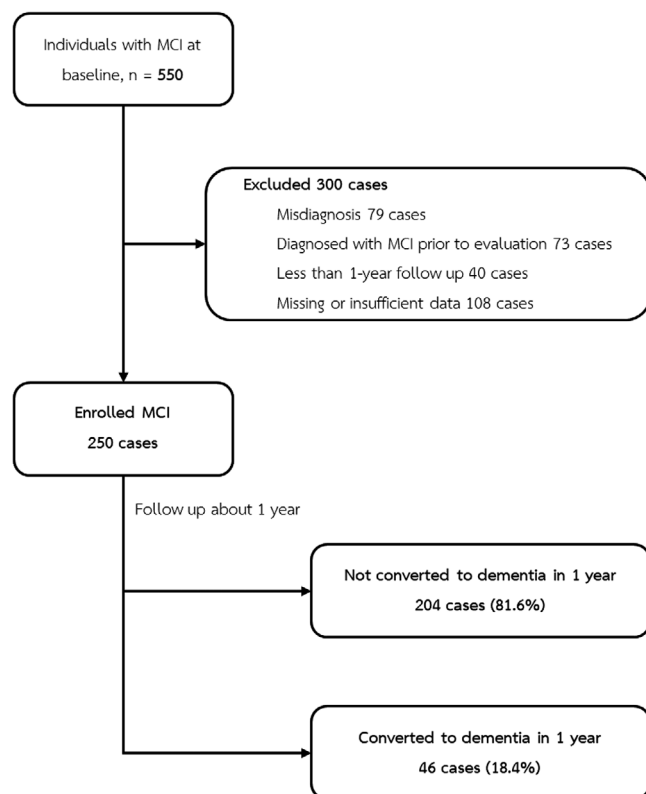 Individuals with MCI at
baseline, n = 550
Excluded 300 cases
Misdiagnosis 79 cases
Diagnosed with MCI prior to evaluation 73 cases
Less than 1-year follow up 40 cases
Missing or insufficient data 108 cases
Enrolled MCI
250 cases
Follow up about 1 year
Not converted to dementia in 1 year
204 cases (81.6%)
Converted to dementia in 1 year
46 cases (18.4%)